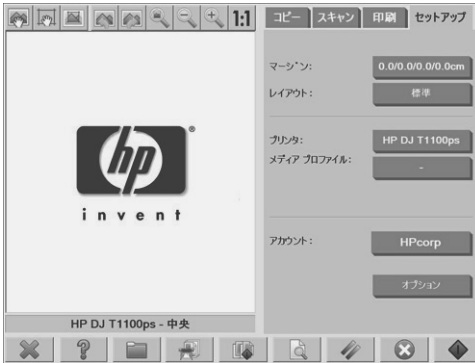 1:1
コピー スキャン 印刷 セットアップ
マージン: 0.0/0.0/0.0/0.0cm
レイアウト: 標準
プリンタ: HP DJ T1100ps
メディア プロファイル: -
アカウント: HPcorp
オプション
hp
®
invent
HP DJ T1100ps - 中央
?